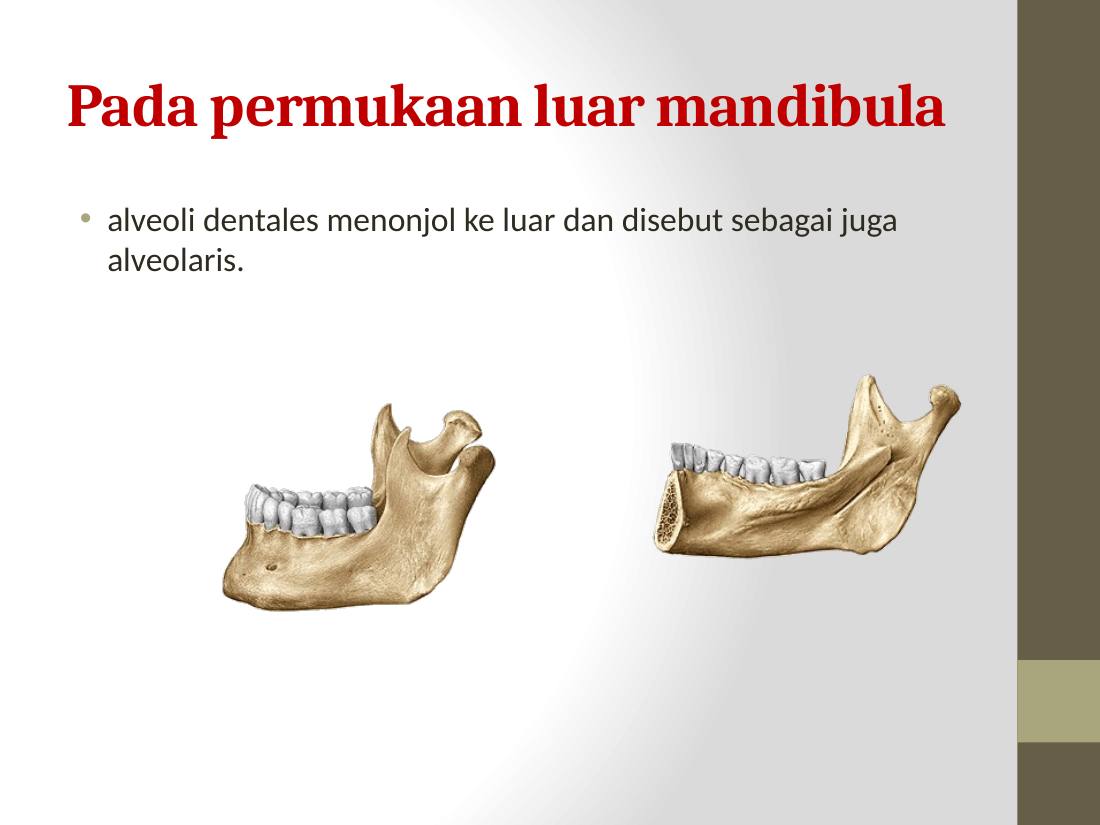 Pada permukaan luar mandibula
• alveoli dentales menonjol ke luar dan disebut sebagai juga
alveolaris.